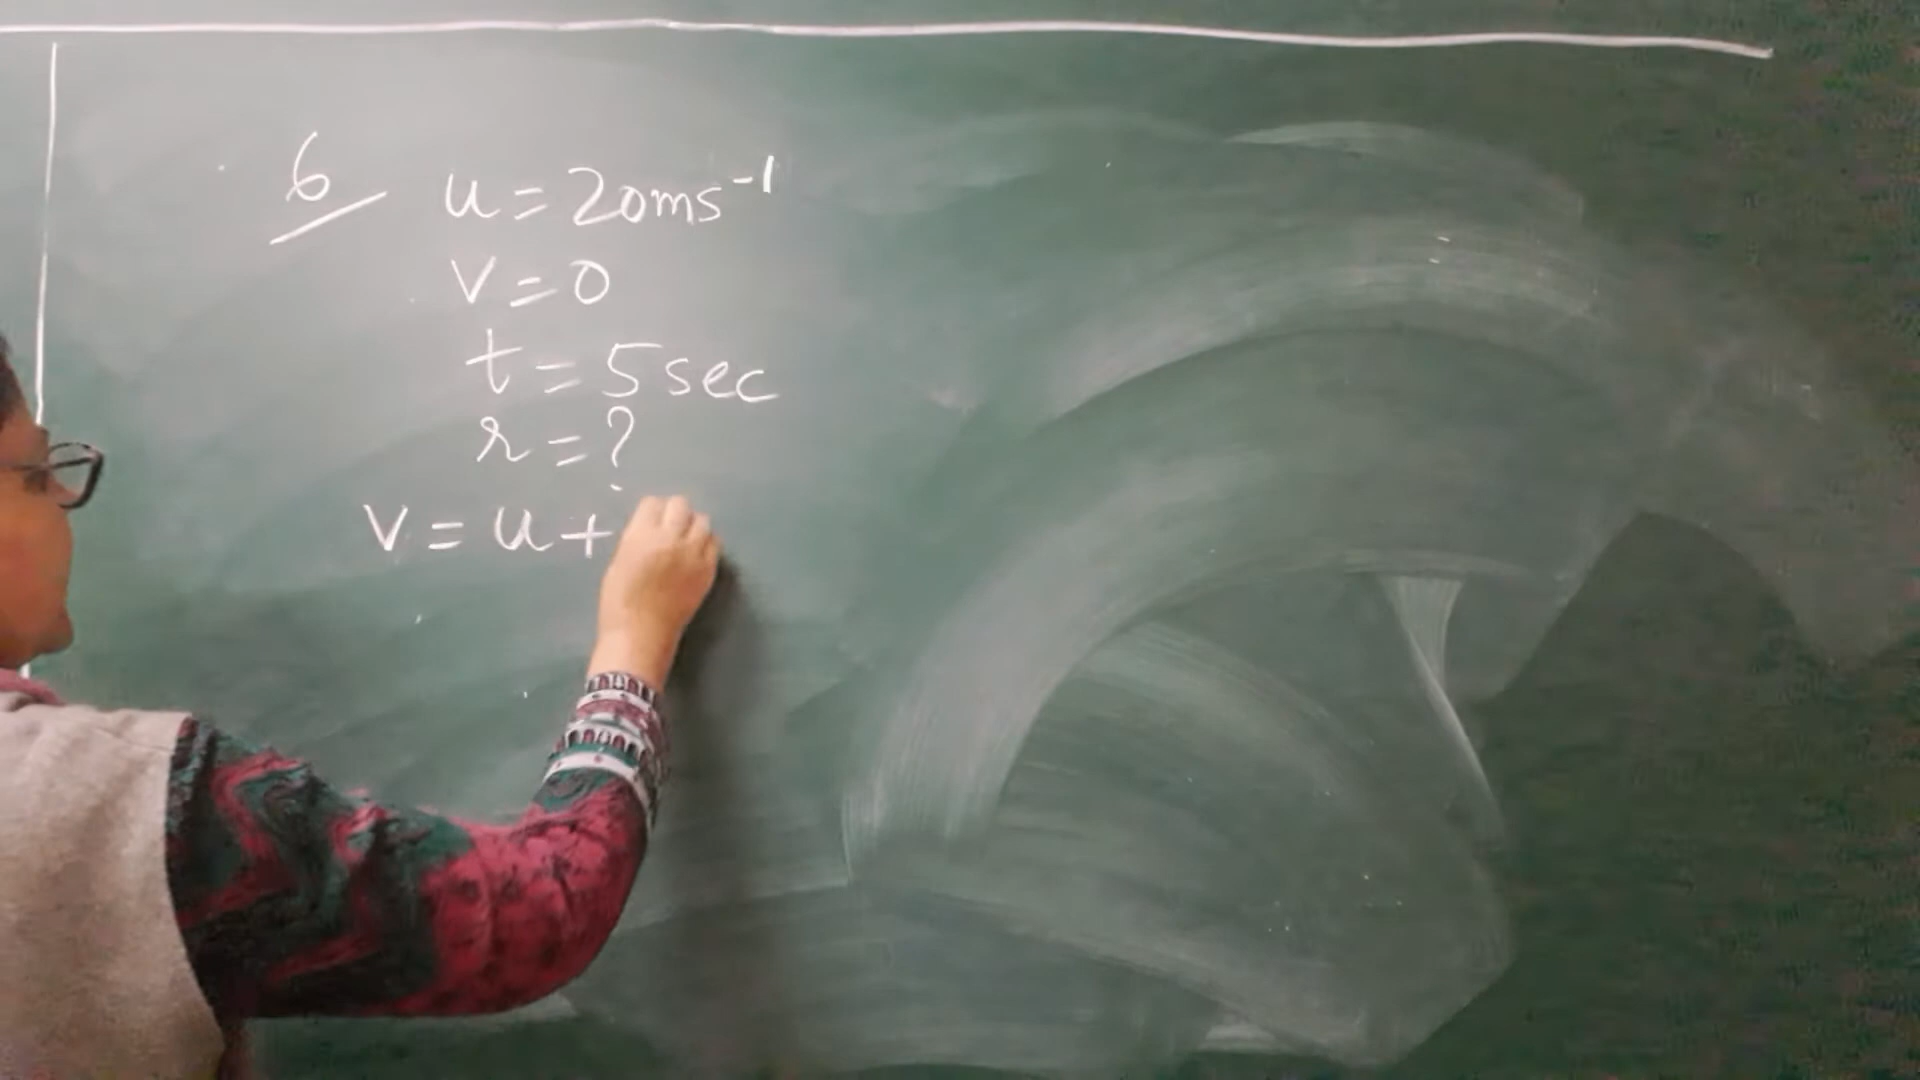 6 u = 20ms⁻¹
v = 0
t = 5sec
r = ?
v = u +